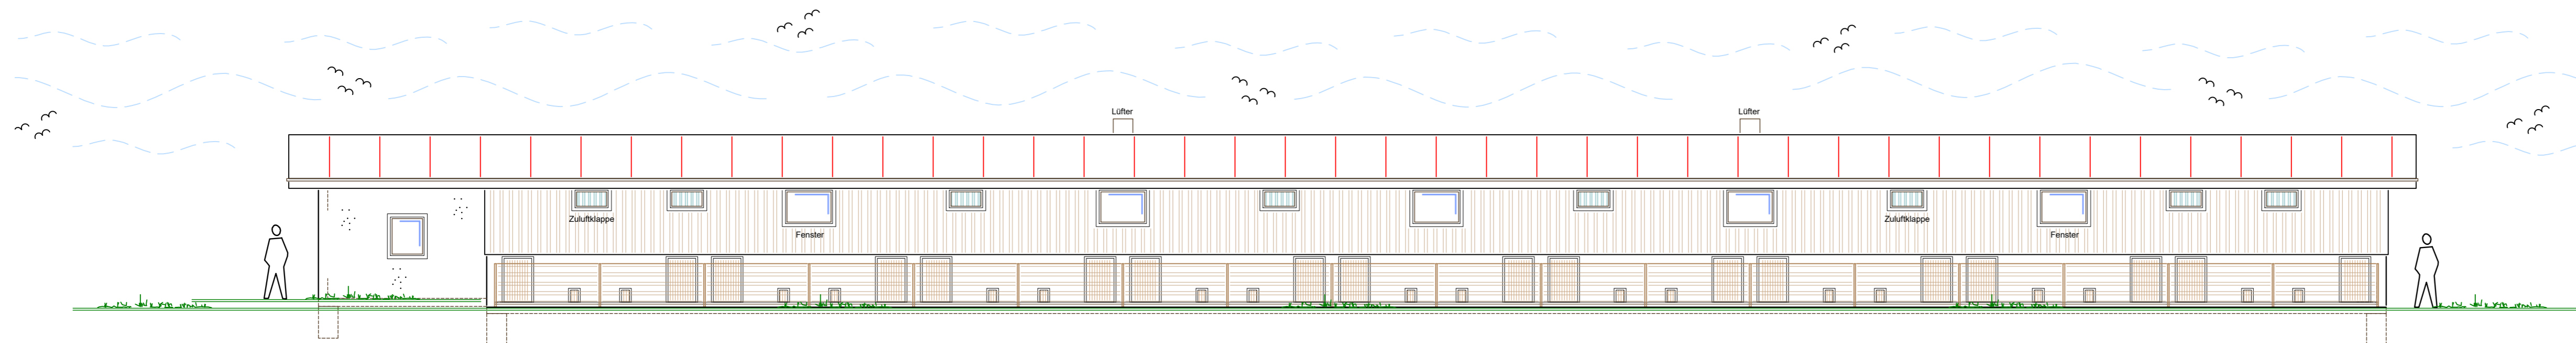 Lüfter
Lüfter
Zuluftklappe
Zuluftklappe
Fenster
Fenster